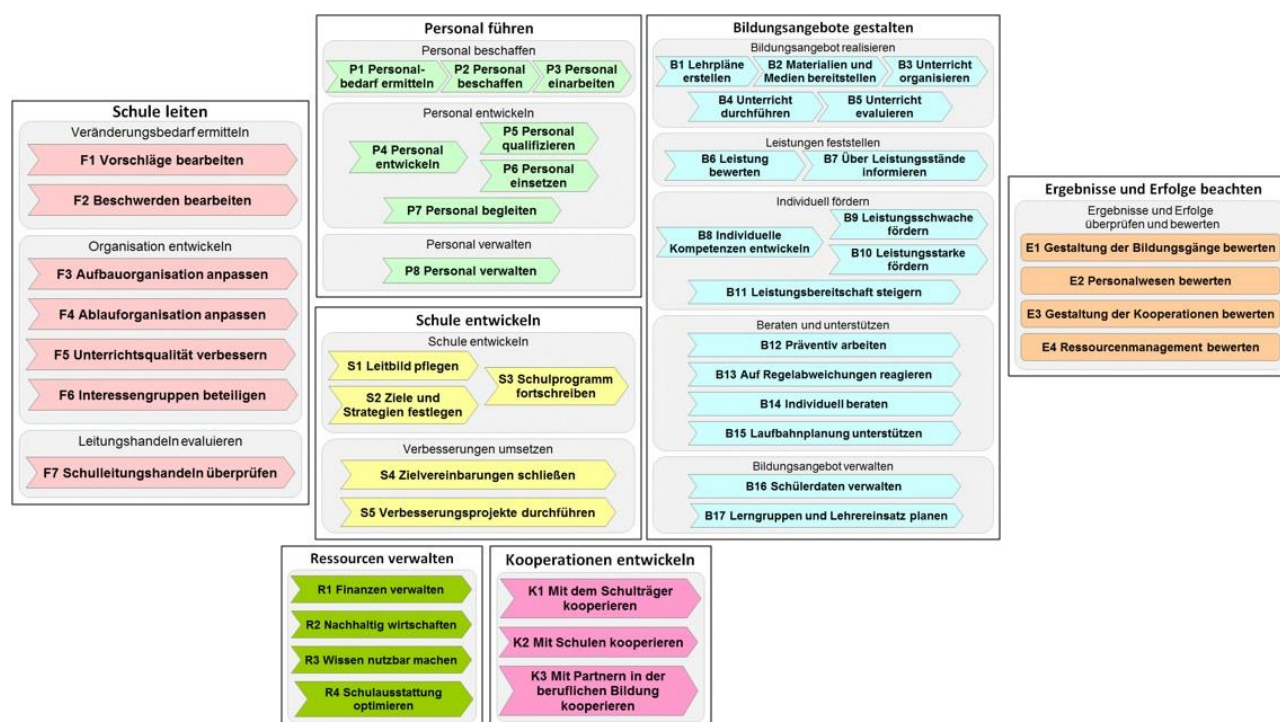 Schule leiten
Veränderungsbedarf ermitteln
F1 Vorschläge bearbeiten
F2 Beschwerden bearbeiten
Organisation entwickeln
F3 Aufbauorganisation anpassen
F4 Ablauforganisation anpassen
F5 Unterrichtsqualität verbessern
F6 Interessengruppen beteiligen
Leitungshandeln evaluieren
F7 Schulleitungshandeln überprüfen
Personal führen
Personal beschaffen
P1 Personal-
bedarf ermitteln
P2 Personal
beschaffen
P3 Personal
einarbeiten
Personal entwickeln
P4 Personal
entwickeln
P5 Personal
qualifizieren
P6 Personal
einsetzen
P7 Personal begleiten
Personal verwalten
P8 Personal verwalten
Schule entwickeln
Schule entwickeln
S1 Leitbild pflegen
S2 Ziele und
Strategien festlegen
S3 Schulprogramm
fortschreiben
Verbesserungen umsetzen
S4 Zielvereinbarungen schließen
S5 Verbesserungsprojekte durchführen
Bildungsangebote gestalten
Bildungsangebot realisieren
B1 Lehrpläne
erstellen
B2 Materialien und
Medien bereitstellen
B3 Unterricht
organisieren
B4 Unterricht
durchführen
B5 Unterricht
evaluieren
Leistungen feststellen
B6 Leistung
bewerten
B7 Über Leistungsstände
informieren
Individuell fördern
B8 Individuelle
Kompetenzen entwickeln
B9 Leistungsschwache
fördern
B10 Leistungsstarke
fördern
B11 Leistungsbereitschaft steigern
Beraten und unterstützen
B12 Präventiv arbeiten
B13 Auf Regelabweichungen reagieren
B14 Individuell beraten
B15 Laufbahnplanung unterstützen
Bildungsangebot verwalten
B16 Schülerdaten verwalten
B17 Lerngruppen und Lehrereinsatz planen
Ergebnisse und Erfolge beachten
Ergebnisse und Erfolge
überprüfen und bewerten
E1 Gestaltung der Bildungsgänge bewerten
E2 Personalwesen bewerten
E3 Gestaltung der Kooperationen bewerten
E4 Ressourcenmanagement bewerten
Ressourcen verwalten
R1 Finanzen verwalten
R2 Nachhaltig wirtschaften
R3 Wissen nutzbar machen
R4 Schulausstattung
optimieren
Kooperationen entwickeln
K1 Mit dem Schulträger
kooperieren
K2 Mit Schulen kooperieren
K3 Mit Partnern in der
beruflichen Bildung
kooperieren